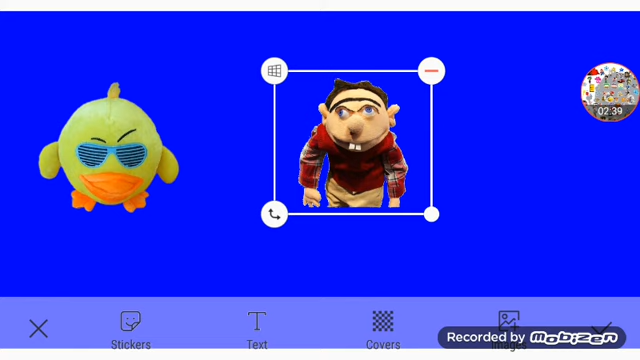 02:39
Stickers
Text
Covers
Images
Recorded by mobizen